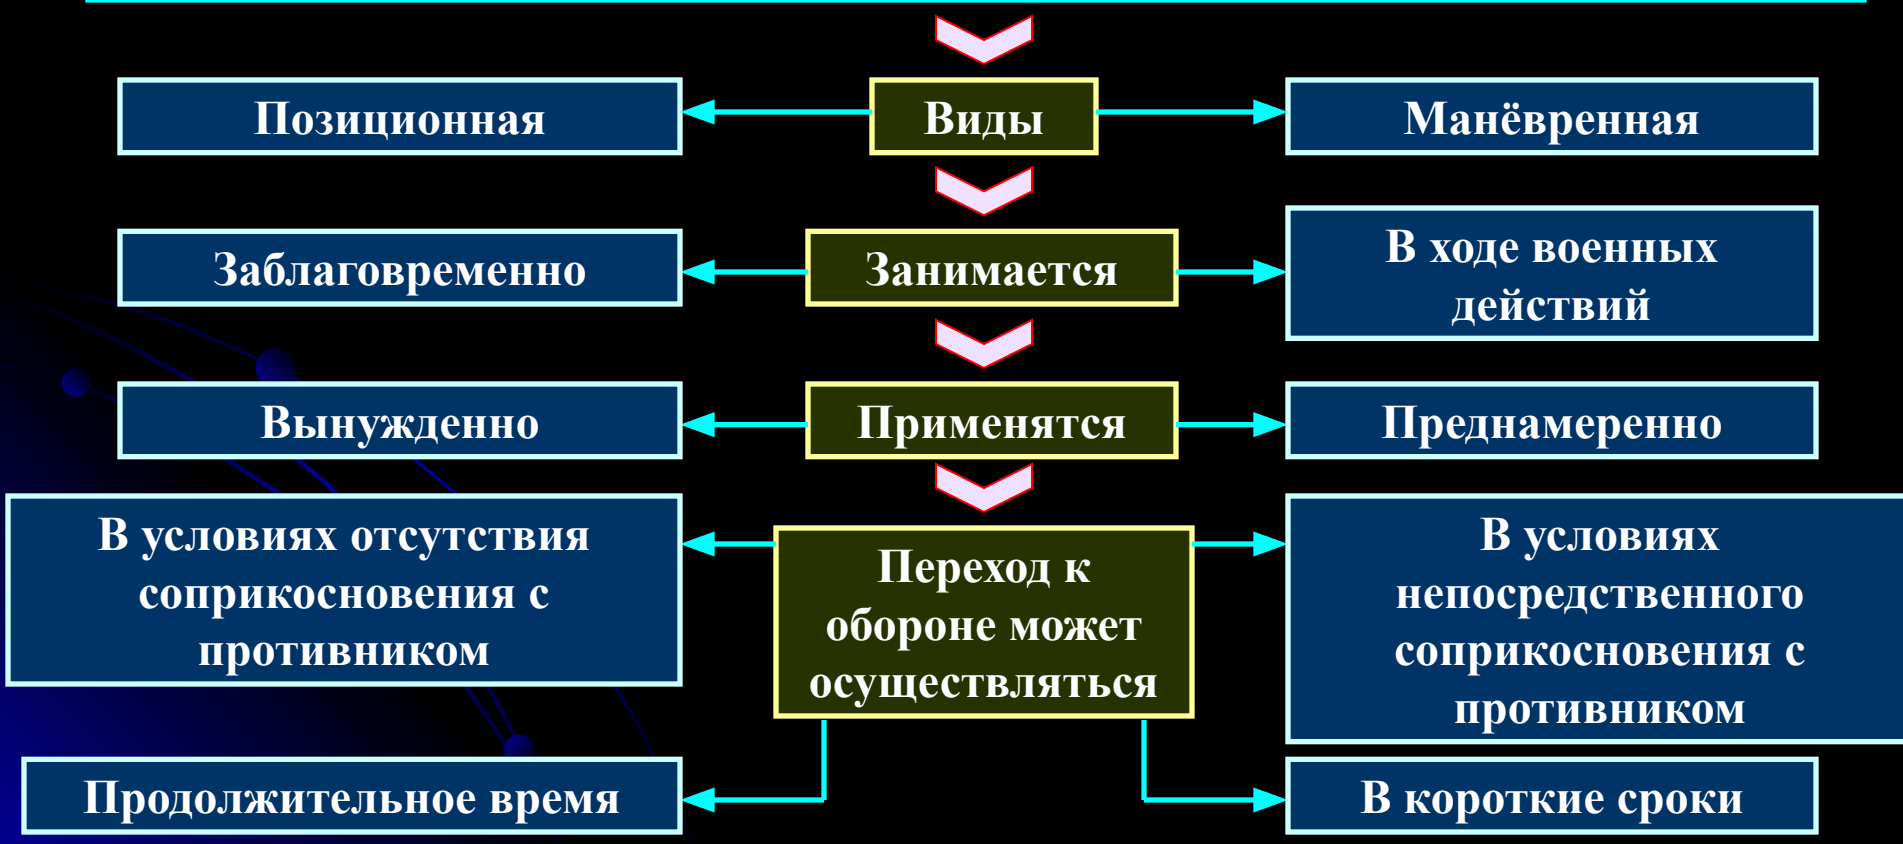 Позиционная
Виды
Манёвренная
Заблаговременно
Занимается
В ходе военных
действий
Вынужденно
Применятся
Преднамеренно
В условиях отсутствия
соприкосновения с
противником
Переход к
обороне может
осуществляться
В условиях
непосредственного
соприкосновения с
противником
Продолжительное время
В короткие сроки